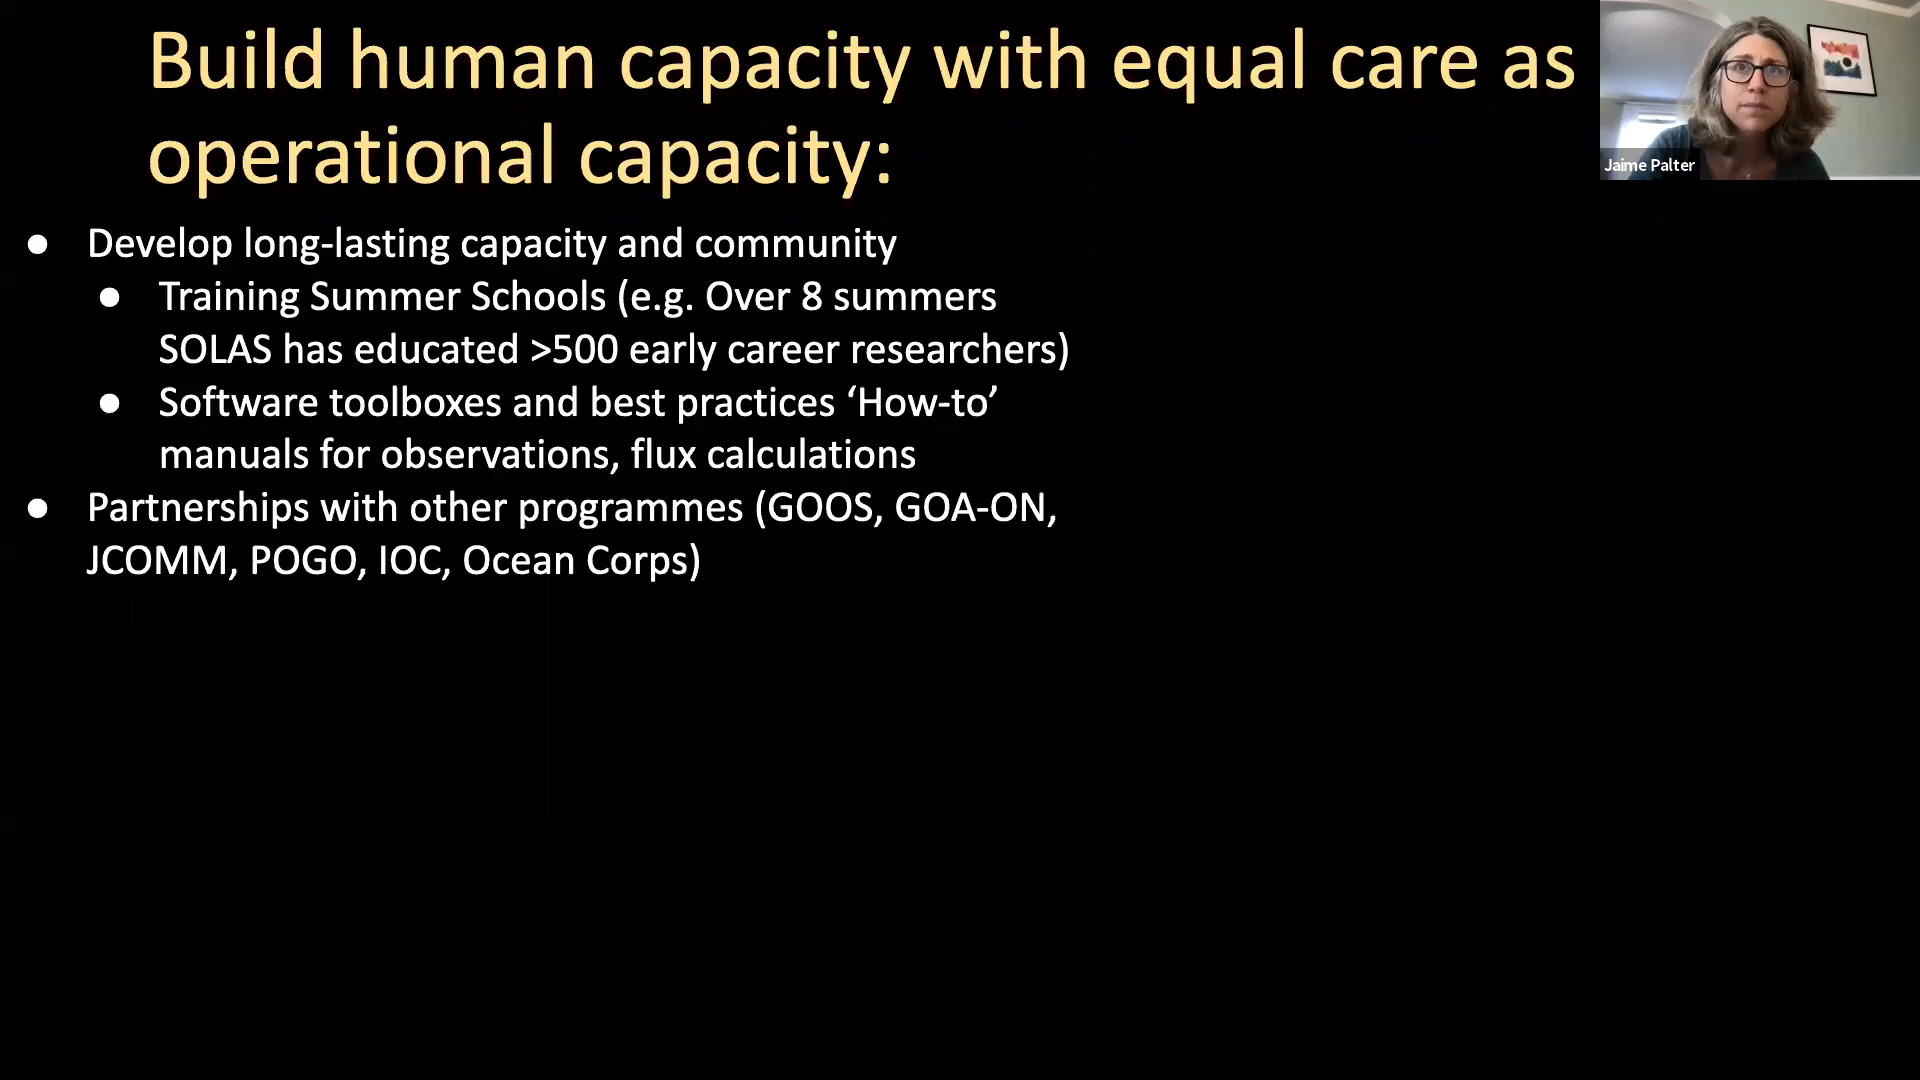 Build human capacity with equal care as
operational capacity:
Jaime Palter
● Develop long-lasting capacity and community
● Training Summer Schools (e.g. Over 8 summers
SOLAS has educated >500 early career researchers)
● Software toolboxes and best practices ‘How-to’
manuals for observations, flux calculations
● Partnerships with other programmes (GOOS, GOA-ON,
JCOMM, POGO, IOC, Ocean Corps)